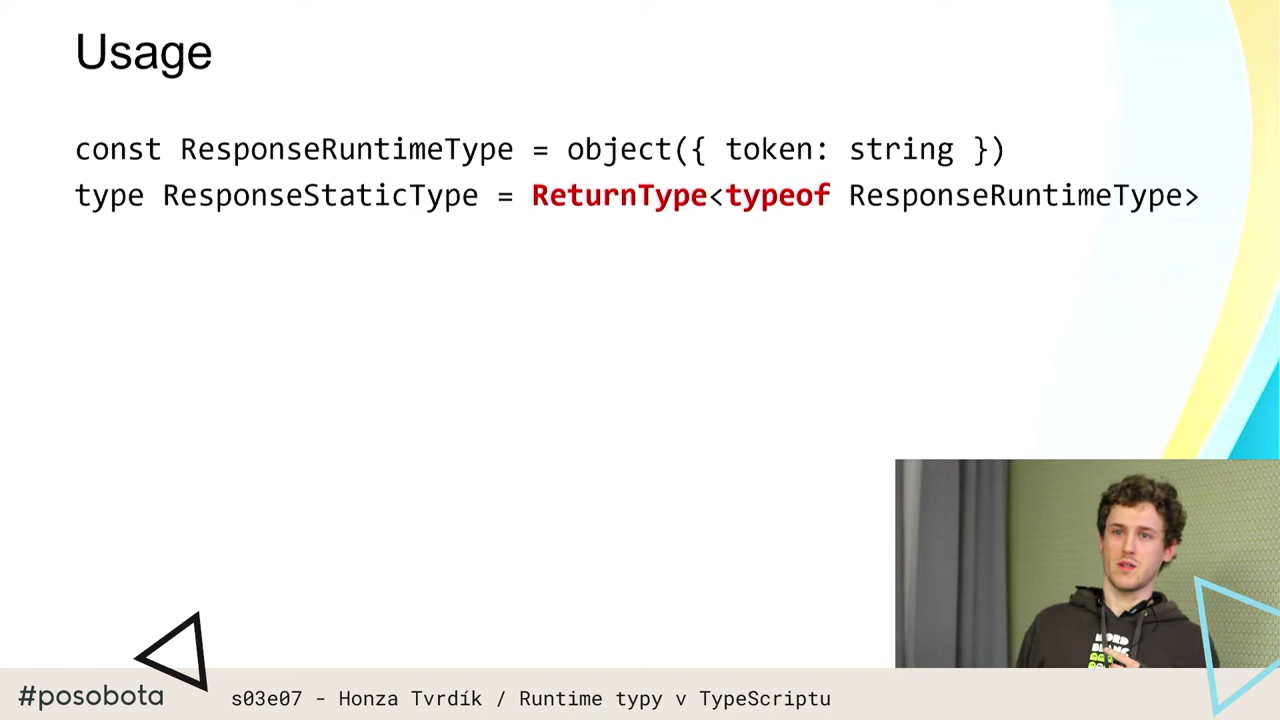 Usage
const ResponseRuntimeType = object({ token: string })
type ResponseStaticType = ReturnType<typeof ResponseRuntimeType>
#posobota
s03e07 - Honza Tvrdík / Runtime typy v TypeScriptu